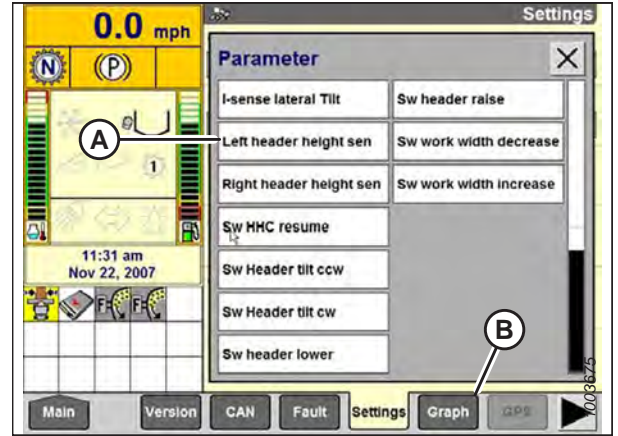 0.0 mph
Settings
N
(P)
Parameter
X
I-sense lateral Tilt
Sw header raise
A
Left header height sen
Sw work width decrease
1
Right header height sen
Sw work width increase
Sw HHC resume
11:31 am
Nov 22, 2007
Sw Header tilt ccw
F
F
Sw Header tilt cw
B
Sw header lower
1003675
Main
Version
CAN
Fault
Settings
Graph
GPS